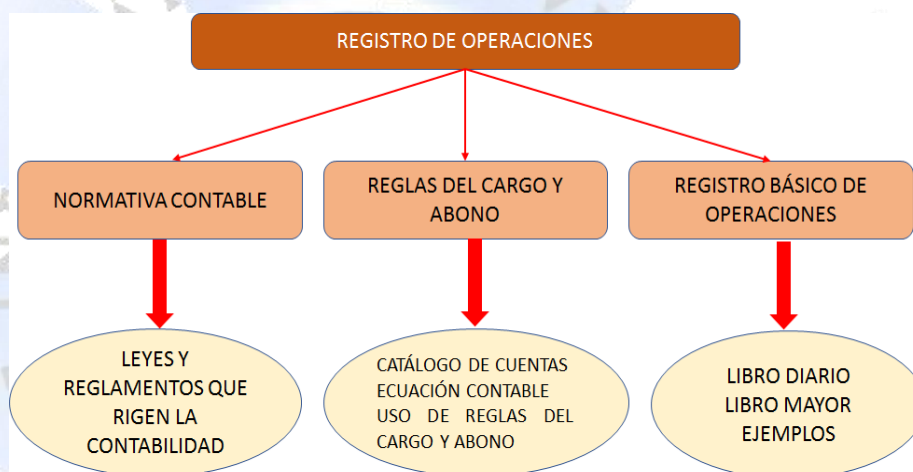 REGISTRO DE OPERACIONES
NORMATIVA CONTABLE
REGLAS DEL CARGO Y
ABONO
REGISTRO BÁSICO DE
OPERACIONES
LEYES Y
REGLAMENTOS QUE
RIGEN LA
CONTABILIDAD
CATÁLOGO DE CUENTAS
ECUACIÓN CONTABLE
USO DE REGLAS DEL
CARGO Y ABONO
LIBRO DIARIO
LIBRO MAYOR
EJEMPLOS